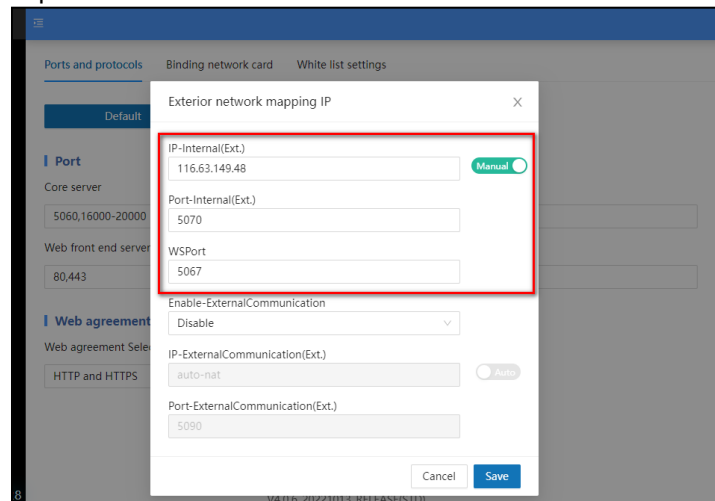 Ports and protocols Binding network card White list settings
Default
Exterior network mapping IP
IP-Internal(Ext.)
116.63.149.48
Manual
Port-Internal(Ext.)
5070
WSPort
5067
Enable-ExternalCommunication
Disable
IP-ExternalCommunication(Ext.)
auto-nat
Auto
Port-ExternalCommunication(Ext.)
5090
Cancel Save
Port
Core server
5060,16000-20000
Web front end server
80,443
Web agreement
Web agreement Sele
HTTP and HTTPS
8